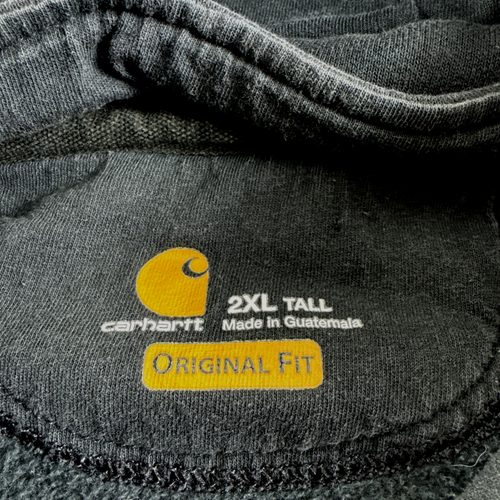 2XL TALL
carhartt Made in Guatemala
ORIGINAL FIT